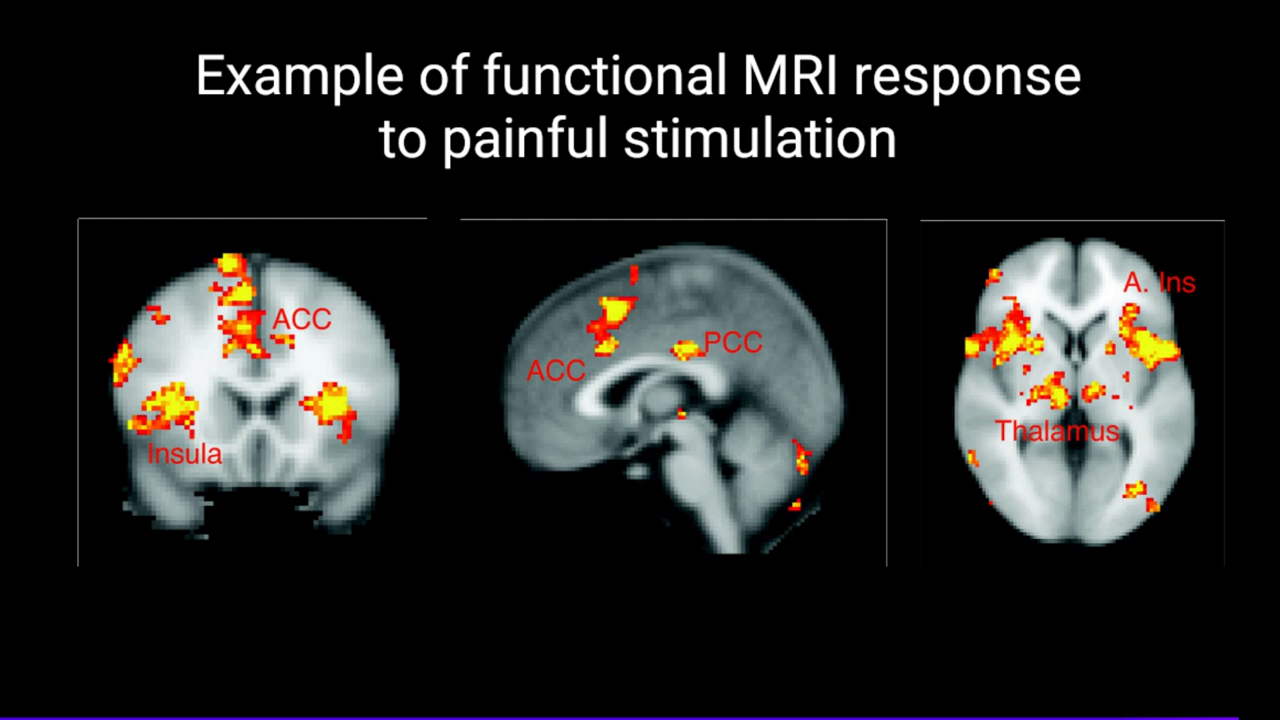 Example of functional MRI response
to painful stimulation
ACC
Insula
ACC
PCC
A. Ins
Thalamus